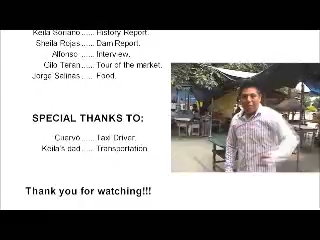 Keila Soriano ...... History Report.
Sheila Rojas ...... Dam Report.
Alfonso ...... Interview.
Gilo Teran ...... Tour of the market.
Jorge Salinas ...... Food.
SPECIAL THANKS TO:
Cuervo ...... Taxi Driver.
Keila's dad ...... Transportation
Thank you for watching!!!